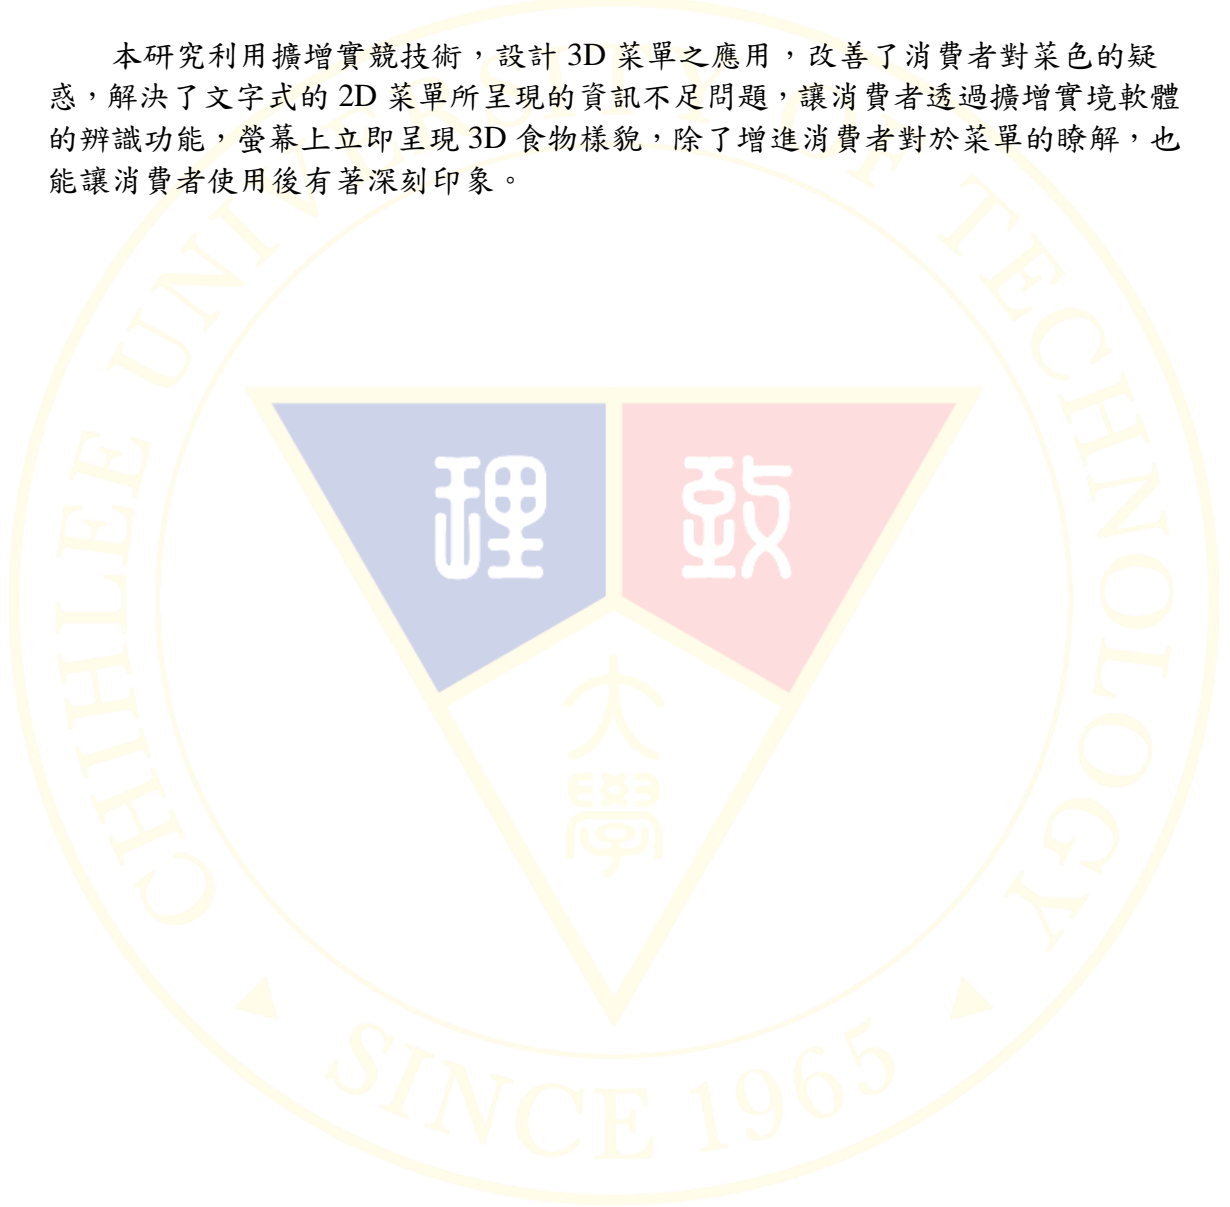 本研究利用擴增實競技術，設計 3D 菜單之應用，改善了消費者對菜色的疑
惑，解決了文字式的 2D 菜單所呈現的資訊不足問題，讓消費者透過擴增實境軟體
的辨識功能，螢幕上立即呈現 3D 食物樣貌，除了增進消費者對於菜單的瞭解，也
能讓消費者使用後有著深刻印象。
CHIHLEE UNIVERSITY OF TECHNOLOGY
理 致
大
學
SINCE 1965